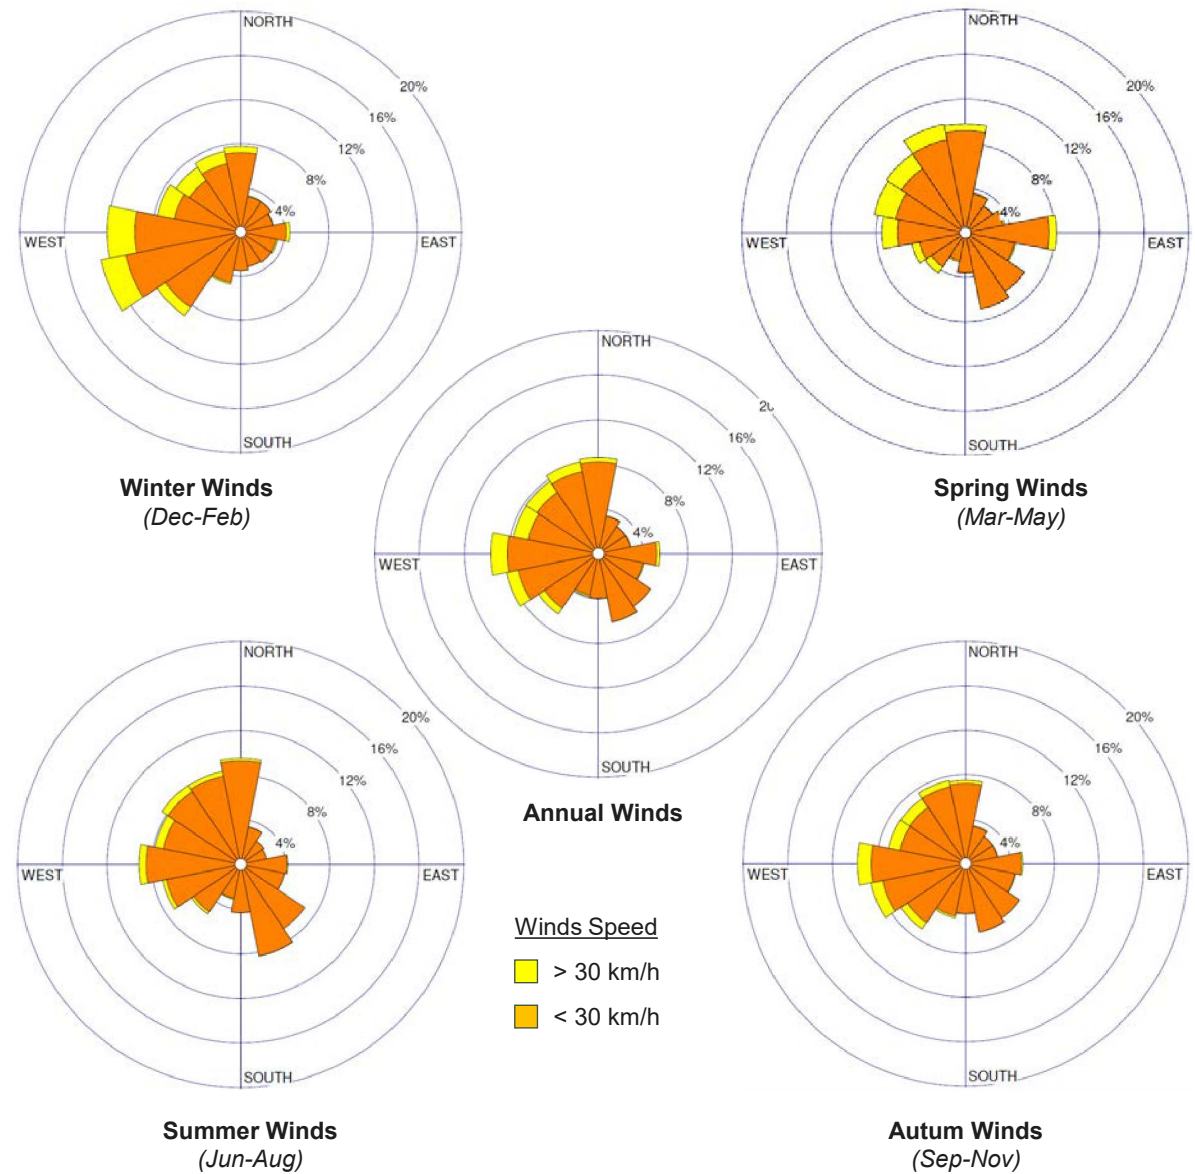 NORTH
20%
16%
12%
8%
4%
WEST
EAST
SOUTH
Winter Winds
(Dec-Feb)
NORTH
20%
16%
12%
8%
4%
WEST
EAST
SOUTH
Spring Winds
(Mar-May)
NORTH
16%
12%
8%
4%
WEST
EAST
SOUTH
Annual Winds
NORTH
20%
16%
12%
8%
4%
WEST
EAST
SOUTH
Summer Winds
(Jun-Aug)
Winds Speed
> 30 km/h
< 30 km/h
NORTH
20%
16%
12%
8%
4%
WEST
EAST
SOUTH
Autum Winds
(Sep-Nov)